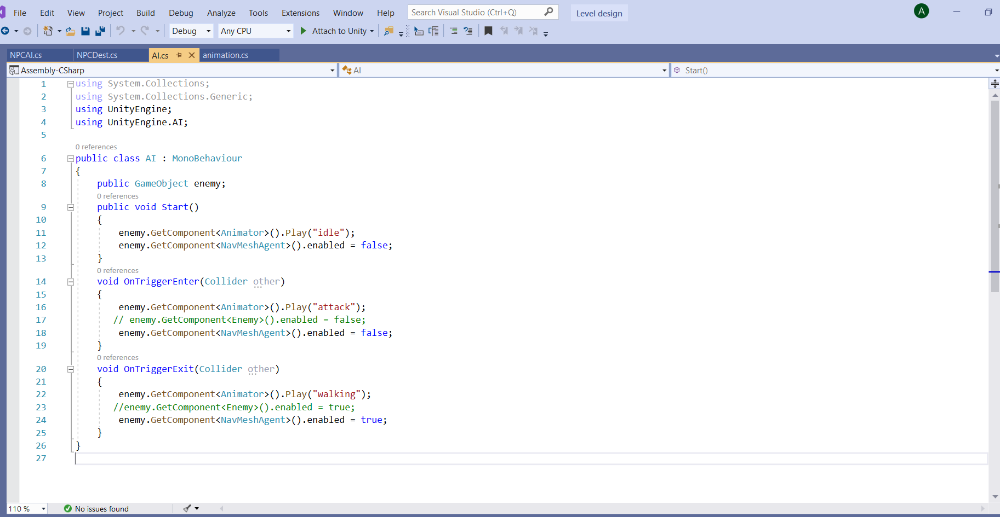 File Edit View Project Build Debug Analyze Tools Extensions Window Help Search Visual Studio (Ctrl+Q) Level design A
Debug Any CPU Attach to Unity
NPCAI.cs NPCDest.cs AI.cs animation.cs
Assembly-CSharp AI Start()
1 using System.Collections;
2 using System.Collections.Generic;
3 using UnityEngine;
4 using UnityEngine.AI;
5
0 references
6 public class AI : MonoBehaviour
7 {
8 public GameObject enemy;
0 references
9 public void Start()
10 {
11 enemy.GetComponent<Animator>().Play("idle");
12 enemy.GetComponent<NavMeshAgent>().enabled = false;
13 }
0 references
14 void OnTriggerEnter(Collider other)
15 {
16 enemy.GetComponent<Animator>().Play("attack");
17 // enemy.GetComponent<Enemy>().enabled = false;
18 enemy.GetComponent<NavMeshAgent>().enabled = false;
19 }
0 references
20 void OnTriggerExit(Collider other)
21 {
22 enemy.GetComponent<Animator>().Play("walking");
23 //enemy.GetComponent<Enemy>().enabled = true;
24 enemy.GetComponent<NavMeshAgent>().enabled = true;
25 }
26 }
27
110 % No issues found